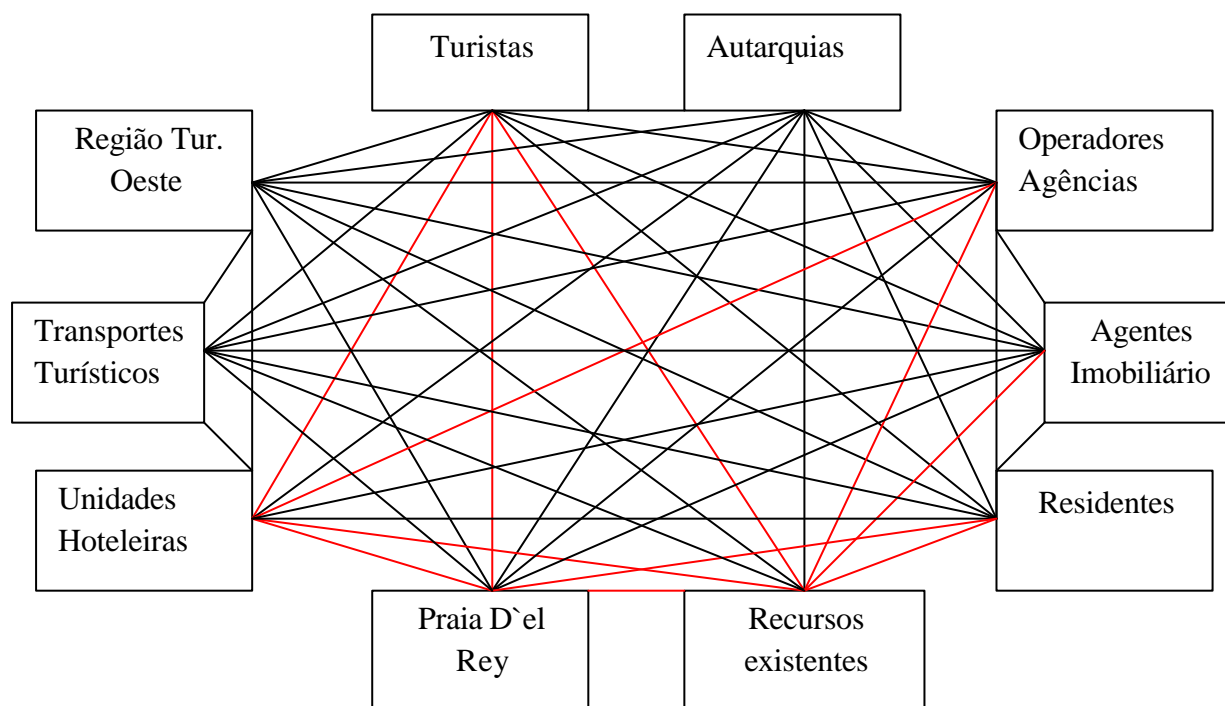 Turistas
Autarquias
Região Tur.
Oeste
Operadores
Agências
Transportes
Turísticos
Agentes
Imobiliário
Unidades
Hoteleiras
Residentes
Praia D`el
Rey
Recursos
existentes